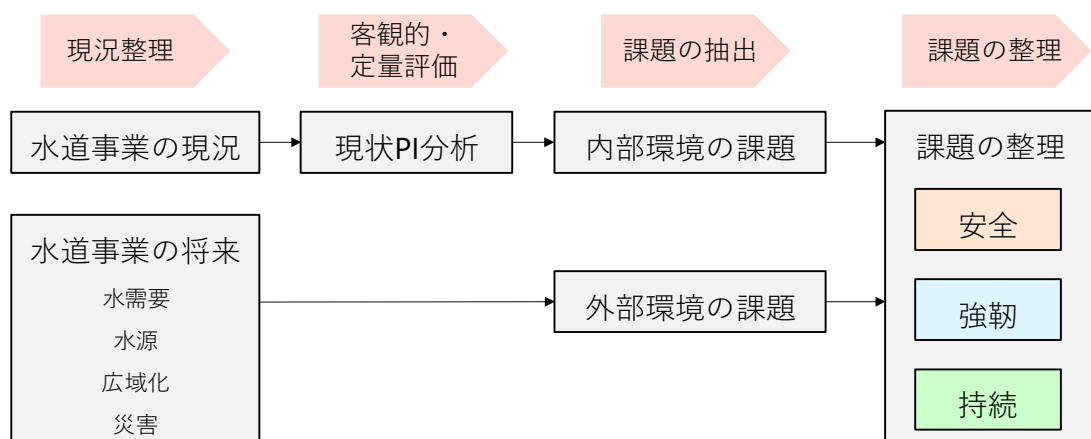 現況整理
客観的・
定量評価
課題の抽出
課題の整理
水道事業の現況
現状PI分析
内部環境の課題
課題の整理
安全
強靭
持続
水道事業の将来
水需要
水源
広域化
災害
外部環境の課題